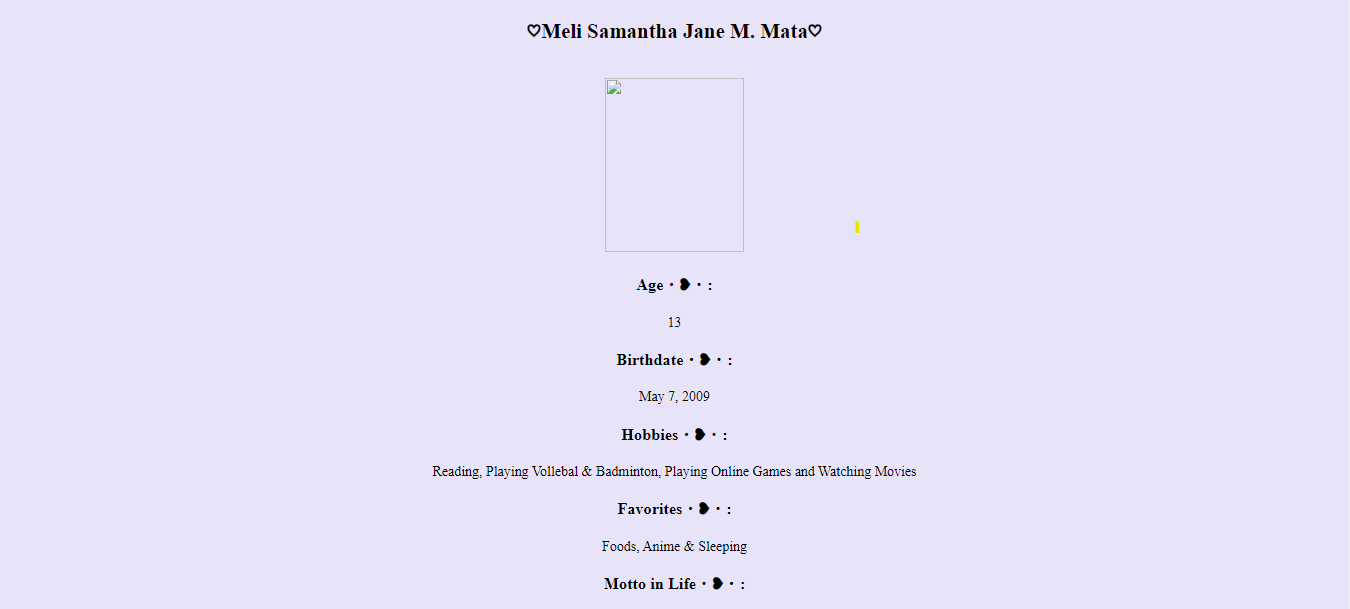 ♡Meli Samantha Jane M. Mata♡
Age・❥・:
13
Birthdate・❥・:
May 7, 2009
Hobbies・❥・:
Reading, Playing Vollebal & Badminton, Playing Online Games and Watching Movies
Favorites・❥・:
Foods, Anime & Sleeping
Motto in Life・❥・: